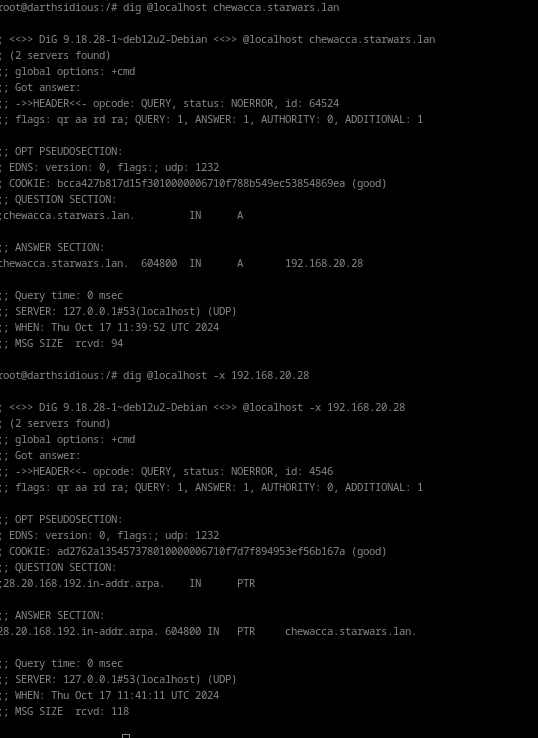 root@darthsidious:/# dig @localhost chewacca.starwars.lan
; <<>> DiG 9.18.28-1~deb12u2-Debian <<>> @localhost chewacca.starwars.lan
; (2 servers found)
;; global options: +cmd
;; Got answer:
;; ->>HEADER<<- opcode: QUERY, status: NOERROR, id: 64524
;; flags: qr aa rd ra; QUERY: 1, ANSWER: 1, AUTHORITY: 0, ADDITIONAL: 1
;; OPT PSEUDOSECTION:
; EDNS: version: 0, flags:; udp: 1232
; COOKIE: bcca427b817d15f3010000006710f788b549ec53854869ea (good)
;; QUESTION SECTION:
;chewacca.starwars.lan. IN A
;; ANSWER SECTION:
chewacca.starwars.lan. 604800 IN A 192.168.20.28
;; Query time: 0 msec
;; SERVER: 127.0.0.1#53(localhost) (UDP)
;; WHEN: Thu Oct 17 11:39:52 UTC 2024
;; MSG SIZE rcvd: 94
root@darthsidious:/# dig @localhost -x 192.168.20.28
; <<>> DiG 9.18.28-1~deb12u2-Debian <<>> @localhost -x 192.168.20.28
; (2 servers found)
;; global options: +cmd
;; Got answer:
;; ->>HEADER<<- opcode: QUERY, status: NOERROR, id: 4546
;; flags: qr aa rd ra; QUERY: 1, ANSWER: 1, AUTHORITY: 0, ADDITIONAL: 1
;; OPT PSEUDOSECTION:
; EDNS: version: 0, flags:; udp: 1232
; COOKIE: ad2762a135457378010000006710f7d7f894953ef56b167a (good)
;; QUESTION SECTION:
;28.20.168.192.in-addr.arpa. IN PTR
;; ANSWER SECTION:
28.20.168.192.in-addr.arpa. 604800 IN PTR chewacca.starwars.lan.
;; Query time: 0 msec
;; SERVER: 127.0.0.1#53(localhost) (UDP)
;; WHEN: Thu Oct 17 11:41:11 UTC 2024
;; MSG SIZE rcvd: 118